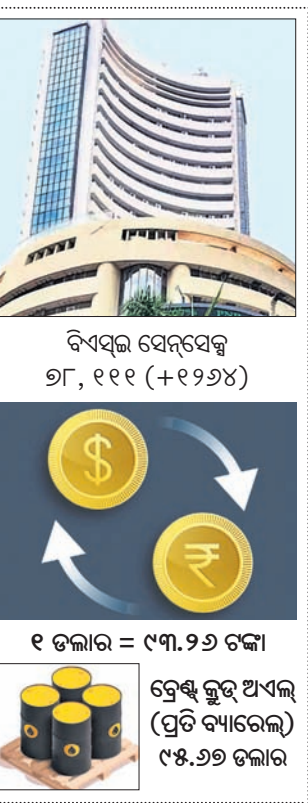 ବିଏସ୍ଇ ସେନ୍‌ସେକ୍ସ
୭୮, ୧୧୧ (+୧୨୬୪)
$
₹
୧ ଡଲାର = ୯୩.୨୬ ଟଙ୍କା
ବ୍ରେଣ୍ଟ୍ କ୍ରୁଡ୍ ଅଏଲ୍
(ପ୍ରତି ବ୍ୟାରେଲ୍)
୯୫.୬୭ ଡଲାର